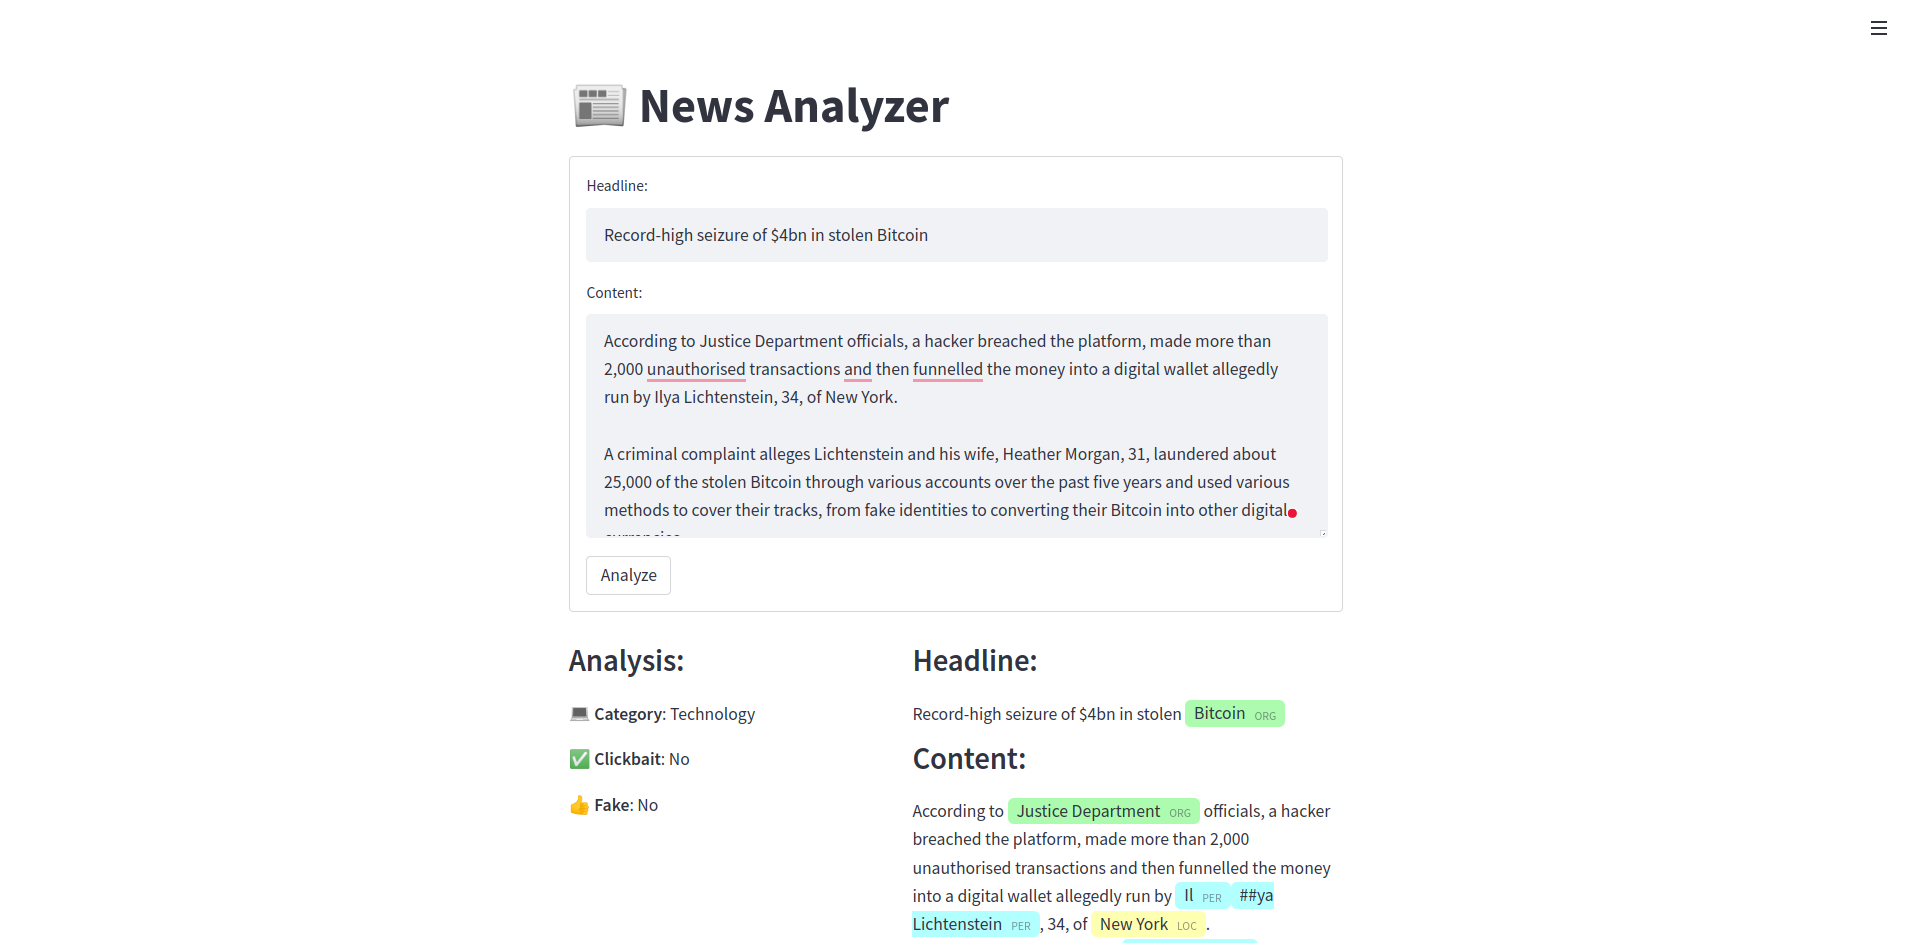 News Analyzer
Headline:
Record-high seizure of $4bn in stolen Bitcoin
Content:
According to Justice Department officials, a hacker breached the platform, made more than
2,000 unauthorised transactions and then funnelled the money into a digital wallet allegedly
run by Ilya Lichtenstein, 34, of New York.
A criminal complaint alleges Lichtenstein and his wife, Heather Morgan, 31, laundered about
25,000 of the stolen Bitcoin through various accounts over the past five years and used various
methods to cover their tracks, from fake identities to converting their Bitcoin into other digital
Analyze
Analysis:
Category: Technology
Clickbait: No
Fake: No
Headline:
Record-high seizure of $4bn in stolen Bitcoin ORG
Content:
According to Justice Department ORG officials, a hacker
breached the platform, made more than 2,000
unauthorised transactions and then funnelled the money
into a digital wallet allegedly run by Il PER ##ya
Lichtenstein PER , 34, of New York LOC .